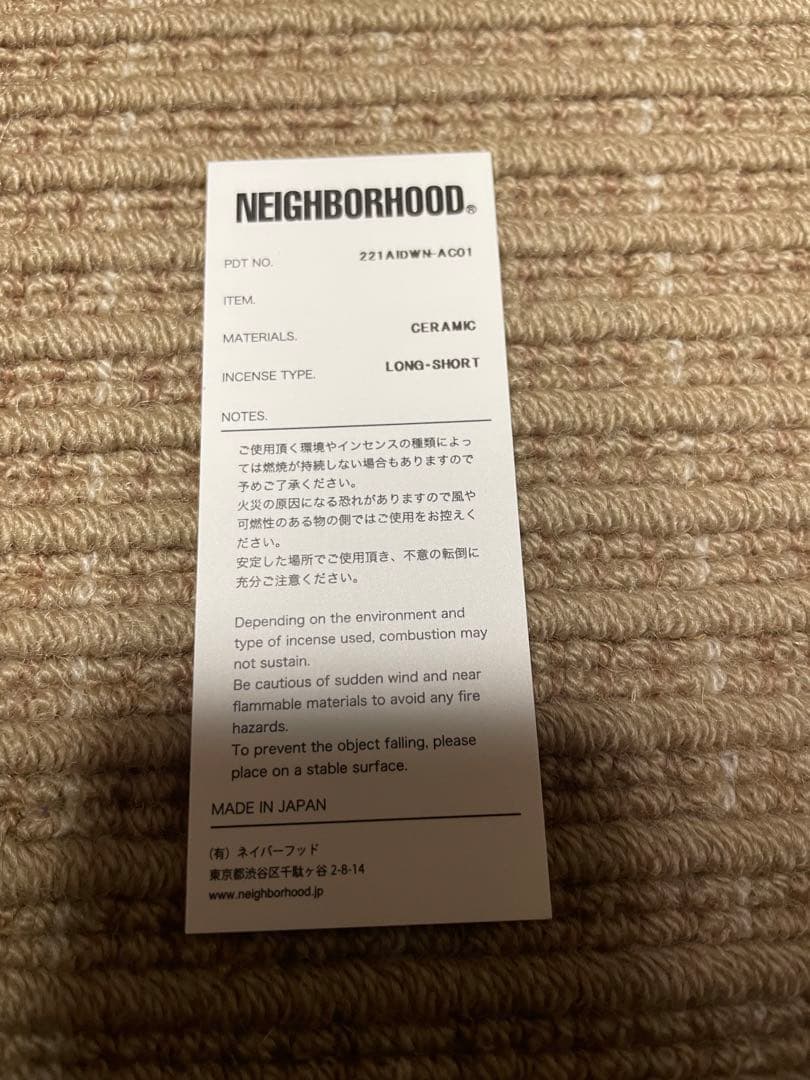 NEIGHBORHOOD®
PDT NO. 221AIDWN-AC01
ITEM.
MATERIALS. CERAMIC
INCENSE TYPE. LONG-SHORT
NOTES.
ご使用頂く環境やインセンスの種類によっ
ては燃焼が持続しない場合もありますので
予めご了承ください。
火災の原因になる恐れがありますので風や
可燃性のある物の側ではご使用をお控えく
ださい。
安定した場所でご使用頂き、不意の転倒に
充分ご注意ください。
Depending on the environment and
type of incense used, combustion may
not sustain.
Be cautious of sudden wind and near
flammable materials to avoid any fire
hazards.
To prevent the object falling, please
place on a stable surface.
MADE IN JAPAN
(有) ネイバーフッド
東京都渋谷区千駄ヶ谷 2-8-14
www.neighborhood.jp